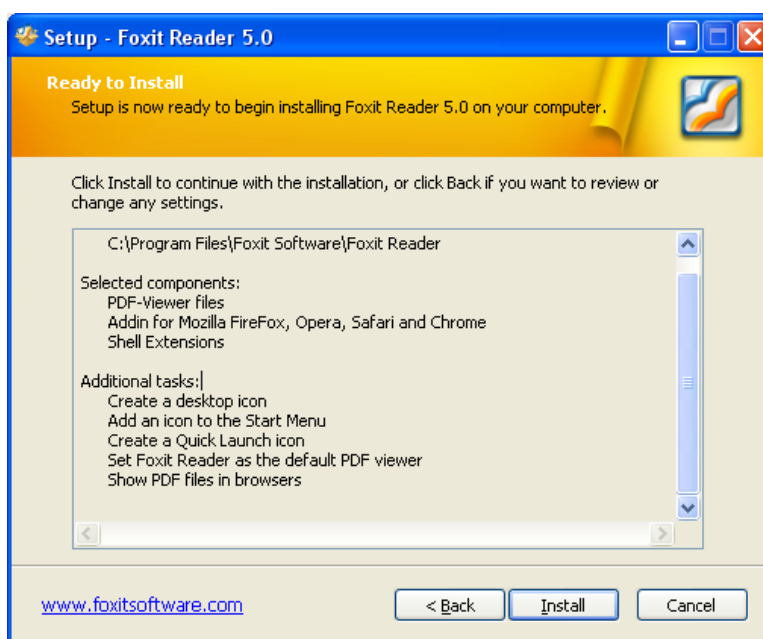 Setup - Foxit Reader 5.0
Ready to Install
Setup is now ready to begin installing Foxit Reader 5.0 on your computer.
Click Install to continue with the installation, or click Back if you want to review or
change any settings.
C:\Program Files\Foxit Software\Foxit Reader
Selected components:
PDF-Viewer files
Addin for Mozilla FireFox, Opera, Safari and Chrome
Shell Extensions
Additional tasks:
Create a desktop icon
Add an icon to the Start Menu
Create a Quick Launch icon
Set Foxit Reader as the default PDF viewer
Show PDF files in browsers
www.foxitsoftware.com
< Back
Install
Cancel